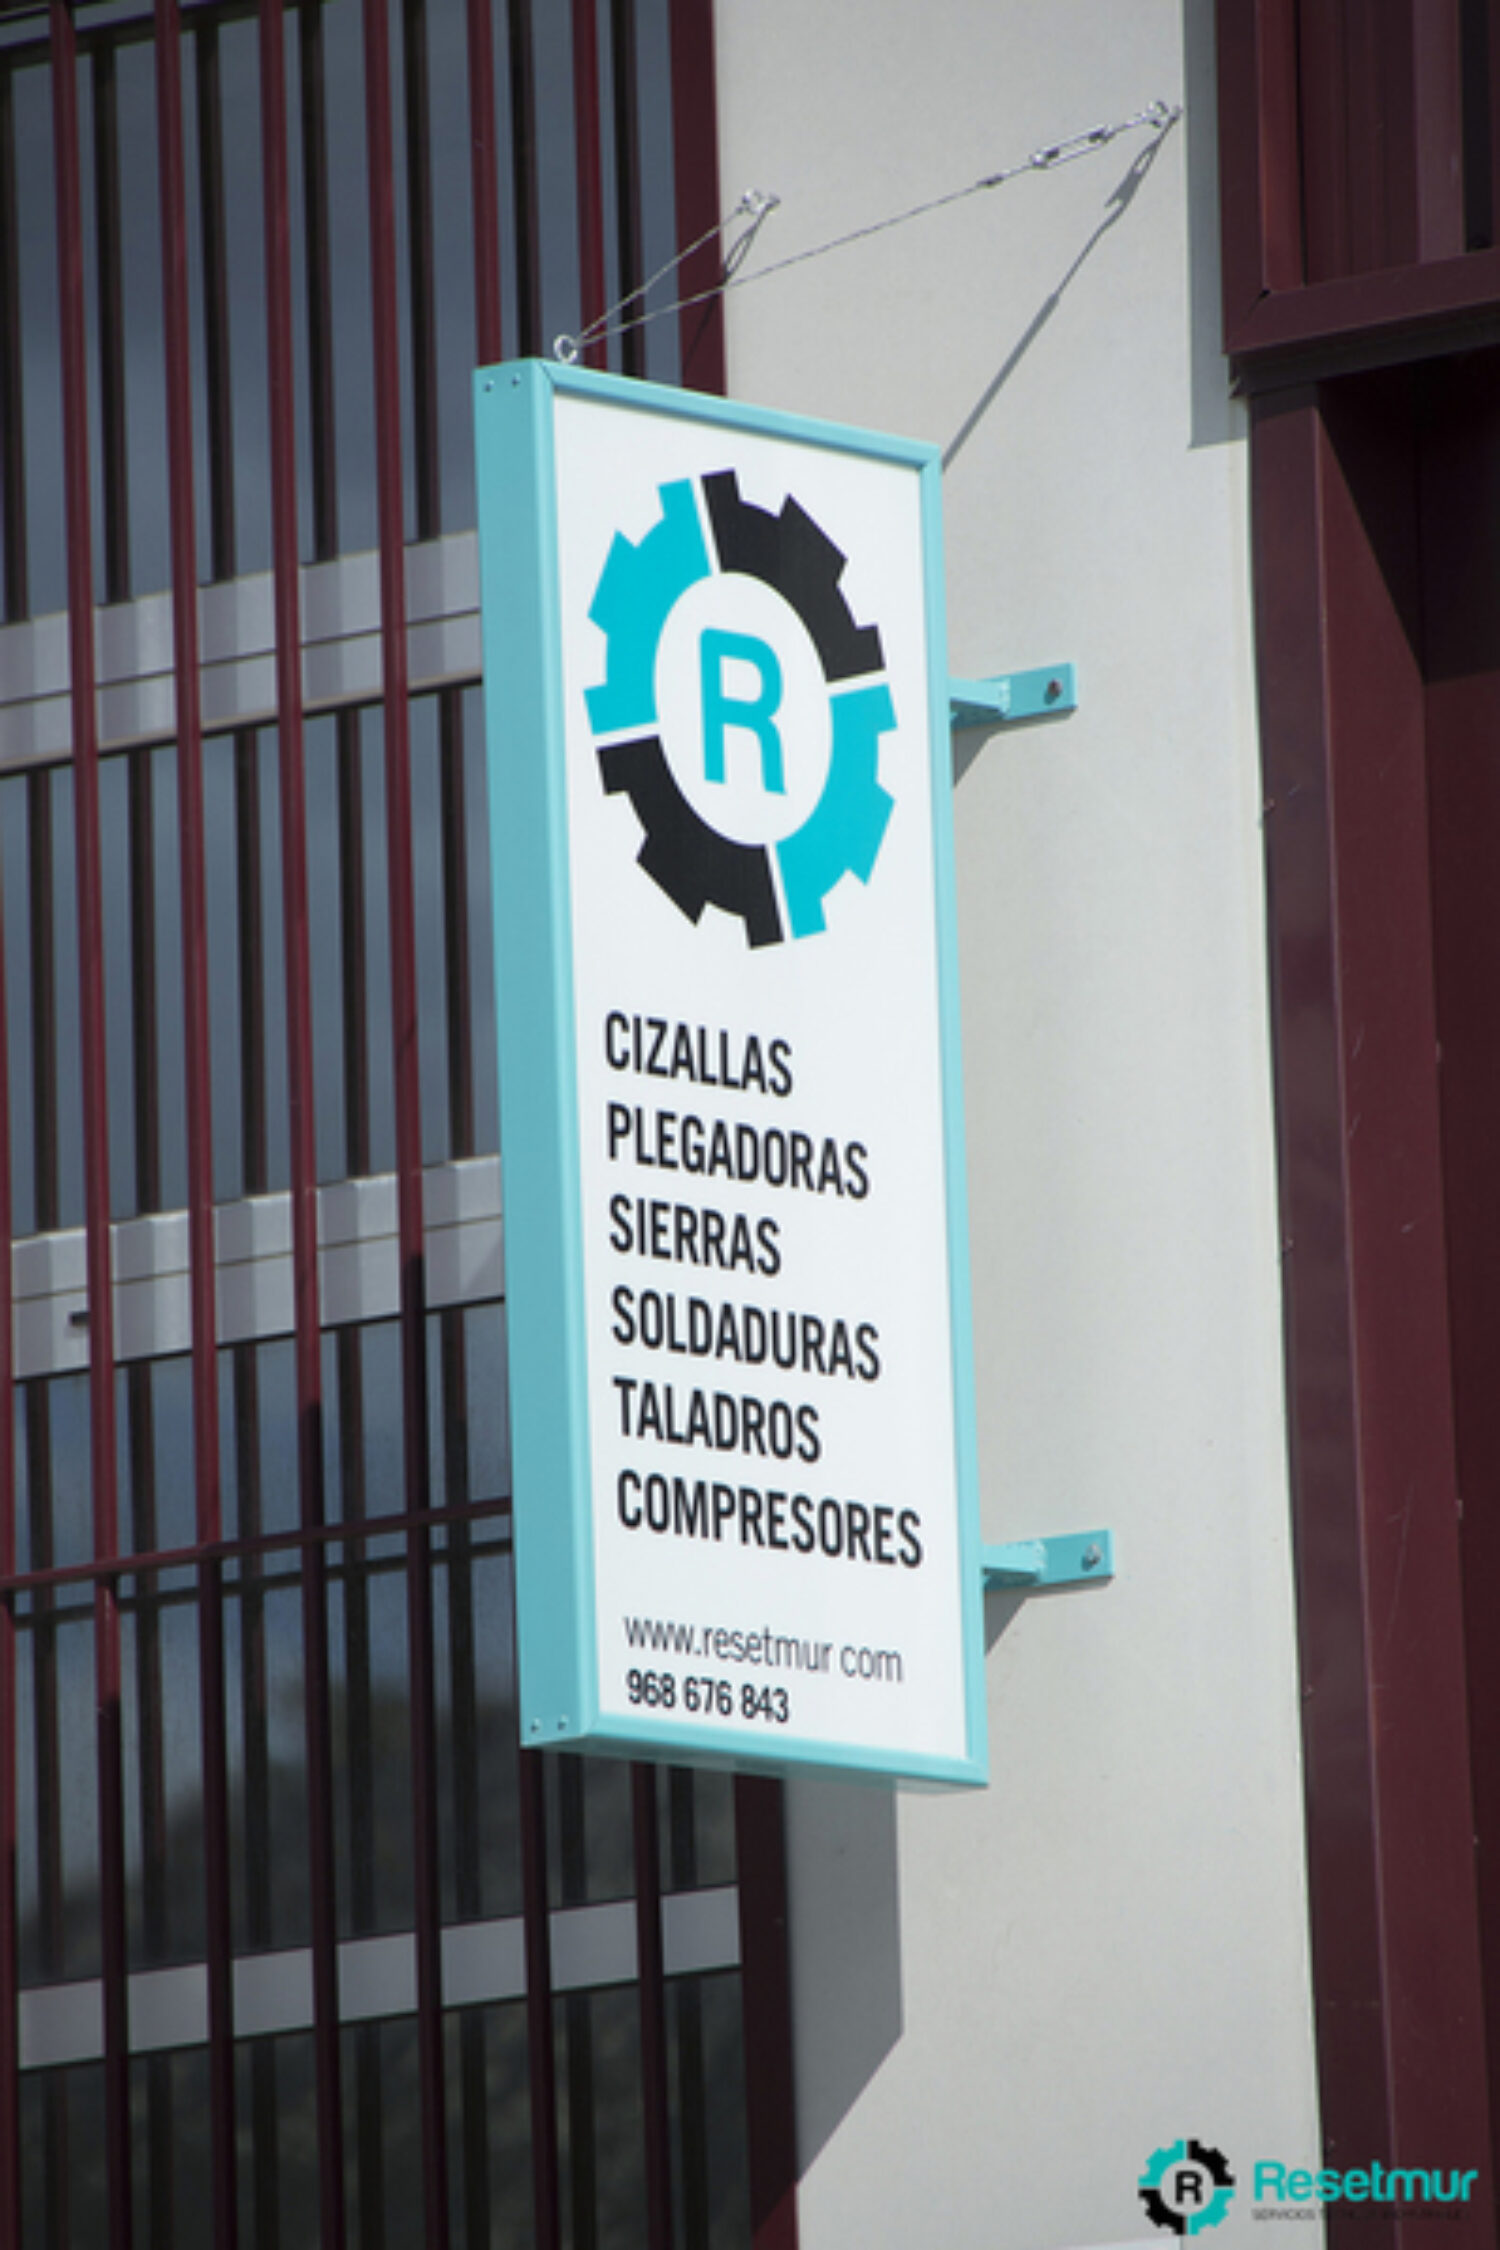 R
CIZALLAS
PLEGADORAS
SIERRAS
SOLDADURAS
TALADROS
COMPRESORES
www.resetmur com
968 676 843
R
Resetmur